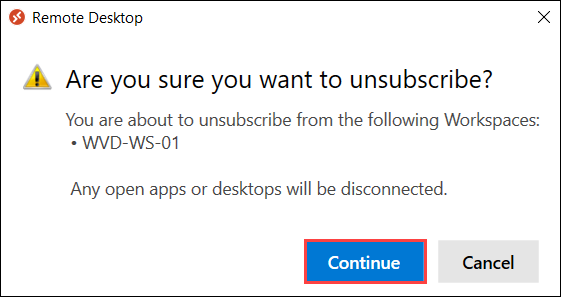 Remote Desktop
Are you sure you want to unsubscribe?
You are about to unsubscribe from the following Workspaces:
• WVD-WS-01
Any open apps or desktops will be disconnected.
Continue Cancel